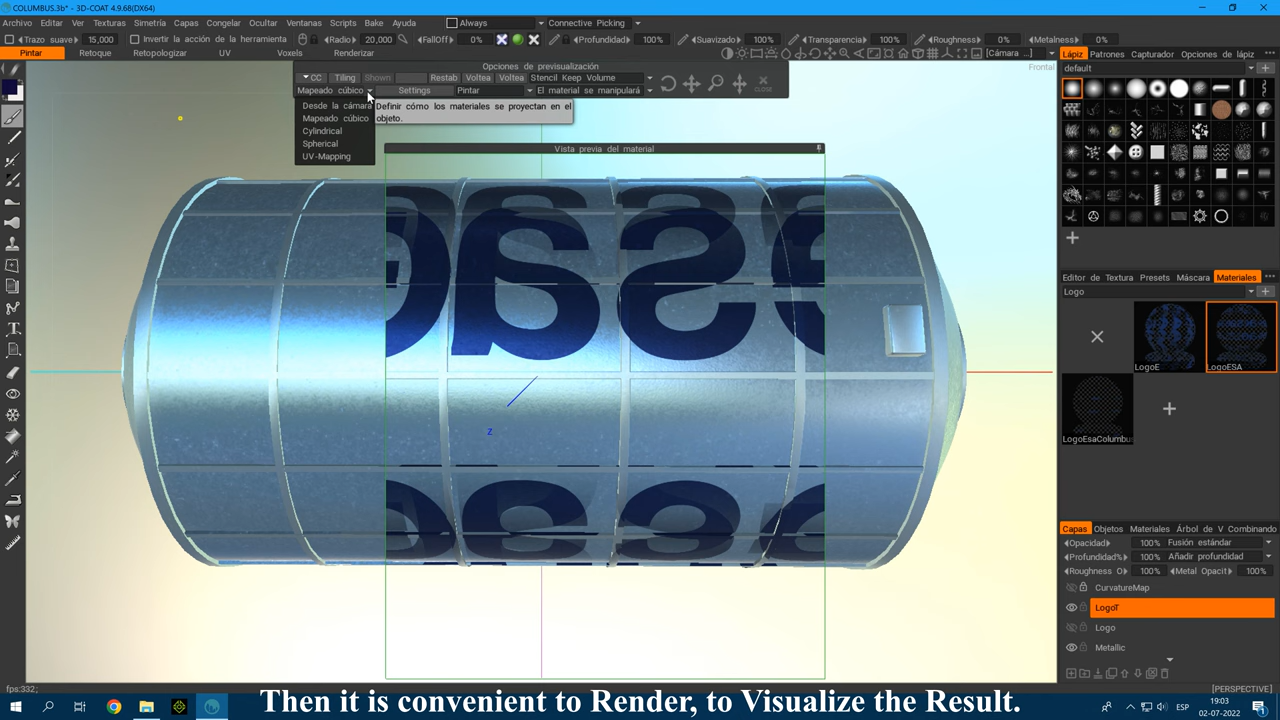 COLUMBUS.3b* - 3D-COAT 4.9.68(DX64)
Archivo Editar Ver Texturas Simetría Capas Congelar Ocultar Ventanas Scripts Beka Ayuda Always Connective Picking
Trazo suave 15,000 Invertir la acción de la herramienta Radio 20,000 FallOff 0% Profundidad 100% Suavizado 100% Transparencia 100% Roughness 0% Metalness 0%
Pintar Retoque Retopologizar UV Voxels Renderizar
[Cámara ...]
Lápiz Patrones Capturador Opciones de lápiz
Opciones de previsualización
Frontal
default
CC Tiling Spawn Restab Voltea Voltea Stencil Keep Volume
Mapeado cúbico Settings Pintar El material se manipulará
CLOSE
Desde la cámara
Mapeado cúbico
Cylindrical
Spherical
UV-Mapping
Definir cómo los materiales se proyectan en el
objeto.
Vista previa del material
Z
Editor de Textura Presets Máscara Materiales
Logo
LogoE
LogoESA
LogoEsaColumbus
Capas Objetos Materiales Árbol de V Combinando
Opacidad 100% Fusión estándar
Profundidad% 100% Añadir profundidad
Roughness O 100% Metal Opacit 100%
CurvatureMap
LogoT
Logo
Metallic
fps:332;
[PERSPECTIVE]
Then it is convenient to Render, to Visualize the Result.
ESP
19:03
02-07-2022
1